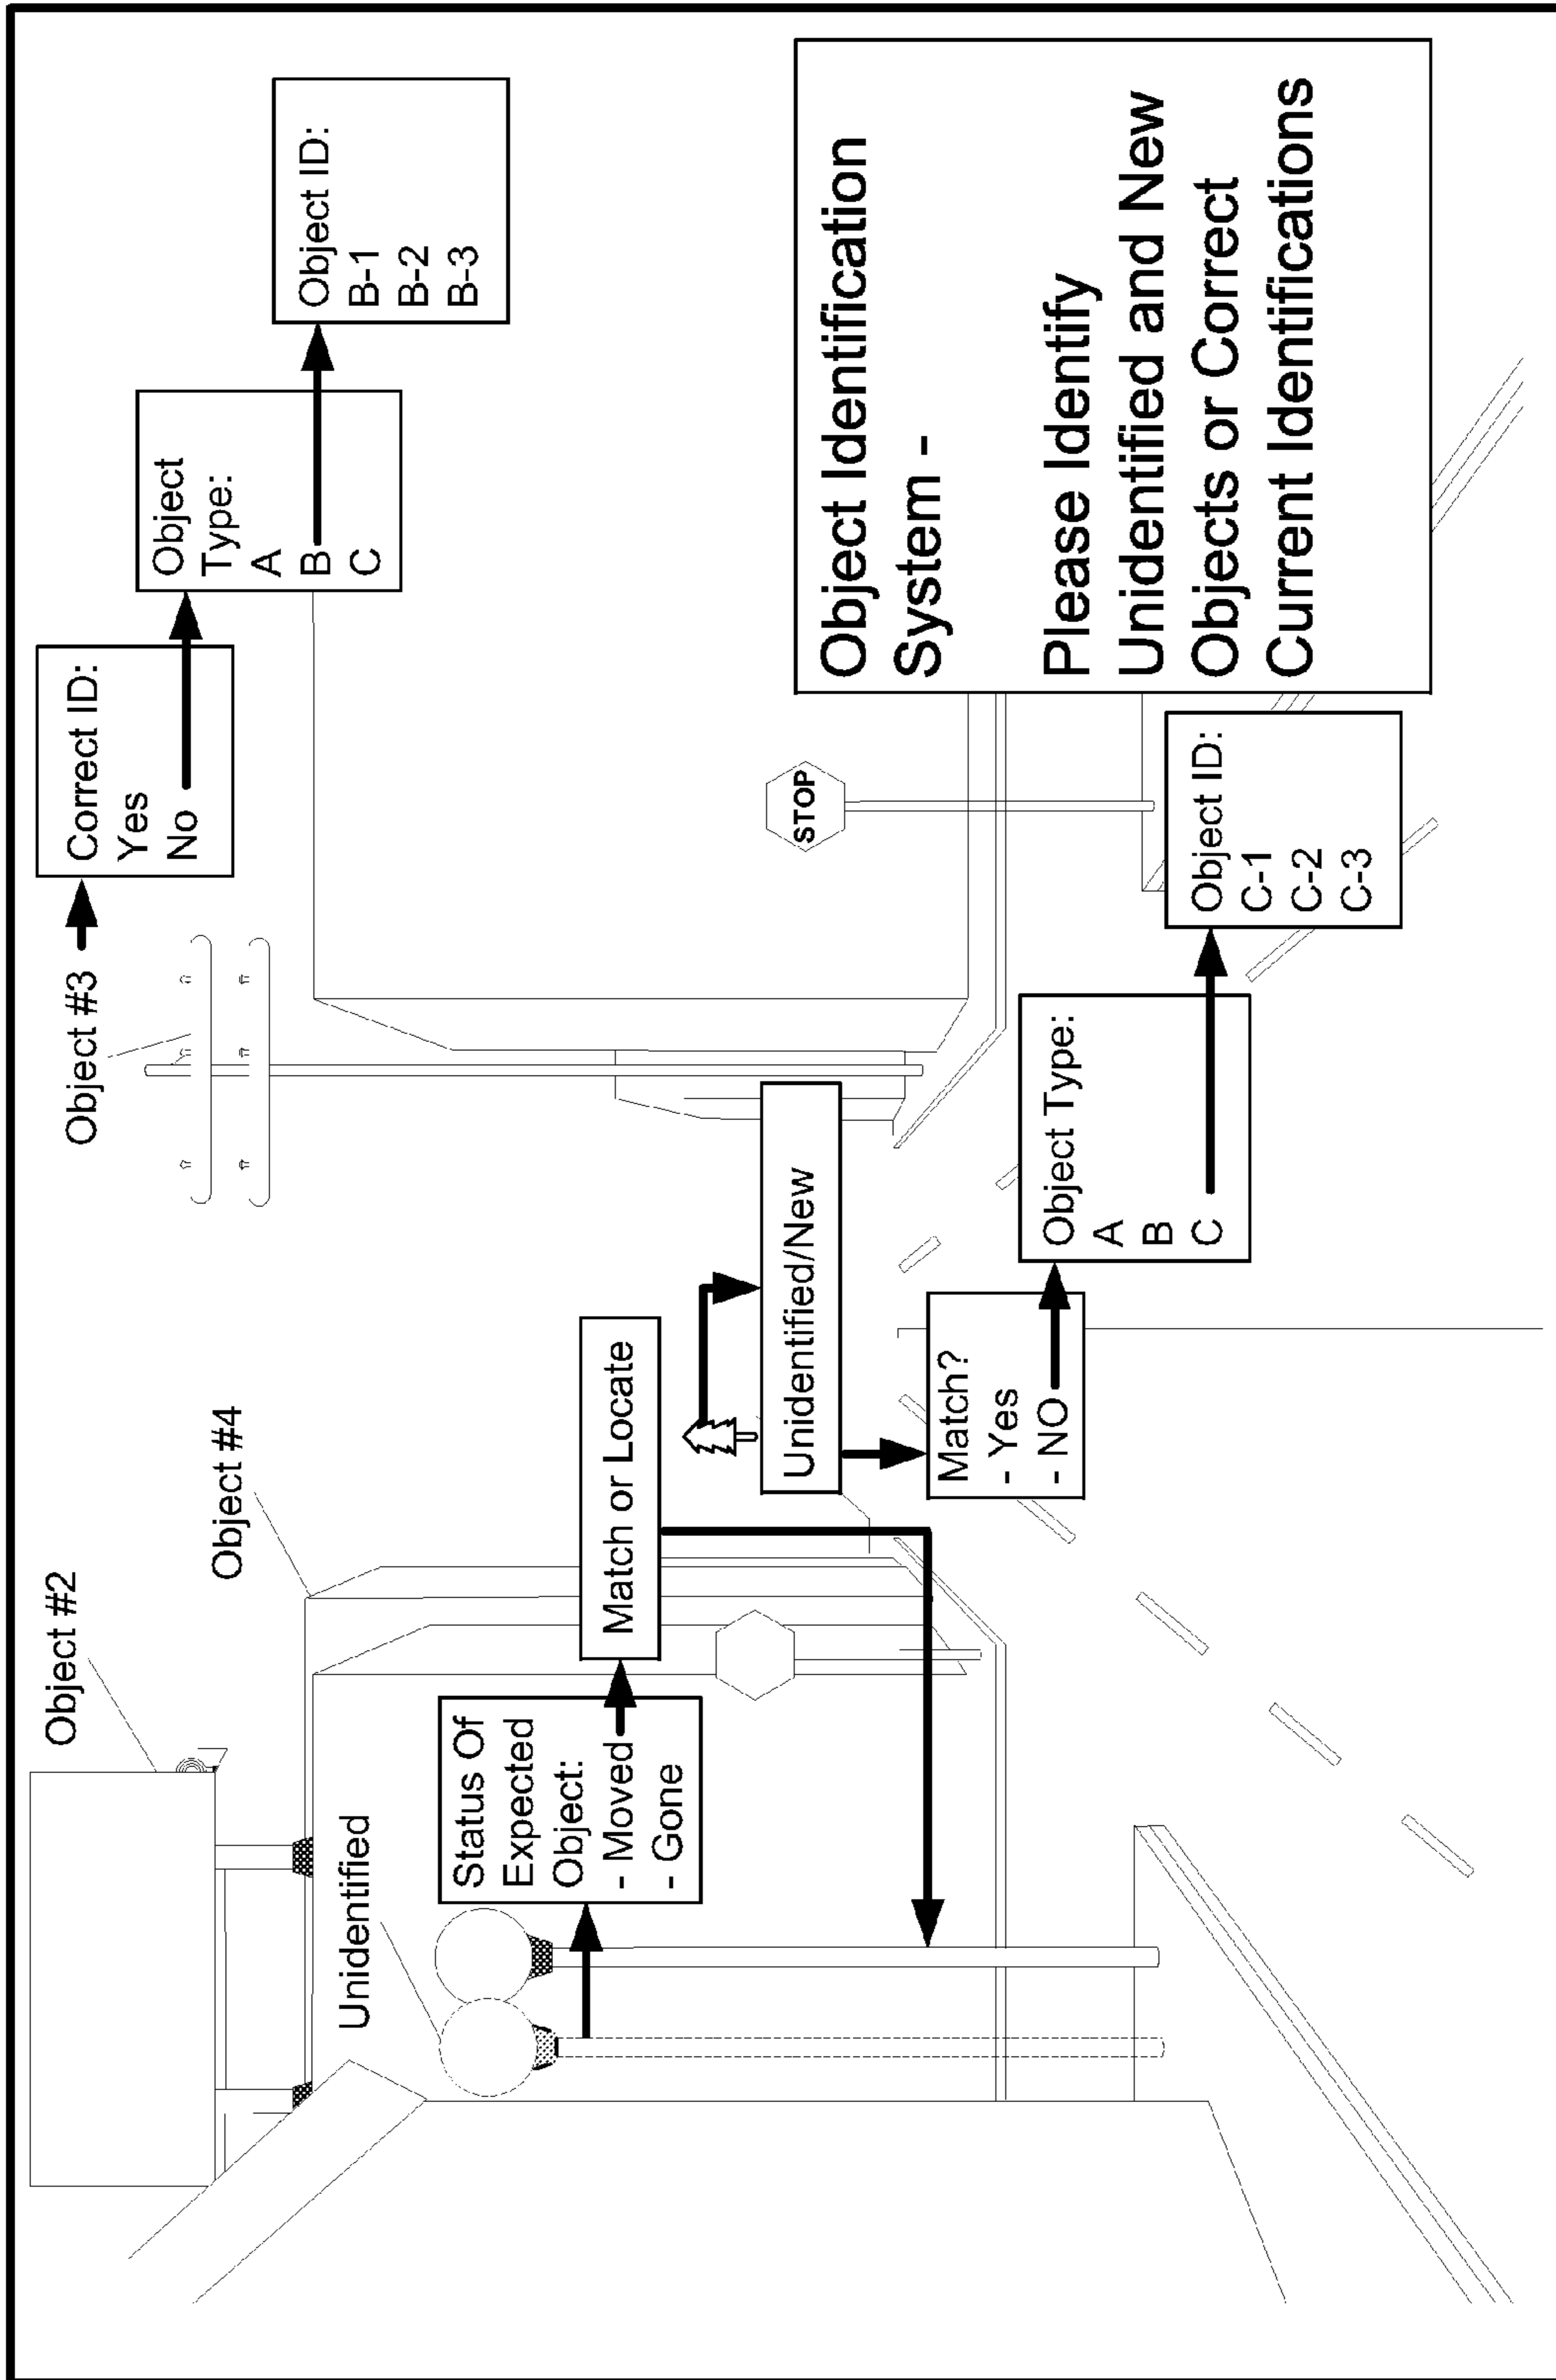 Object #2
Object #4
Unidentified
Status Of
Expected
Object:
- Moved
- Gone
Match or Locate
Unidentified/New
Match?
- Yes
- NO
Object Type:
A
B
C
Object ID:
C-1
C-2
C-3
Object #3
Correct ID:
Yes
No
Object
Type:
A
B
C
Object ID:
B-1
B-2
B-3
STOP
Object Identification
System -
Please Identify
Unidentified and New
Objects or Correct
Current Identifications